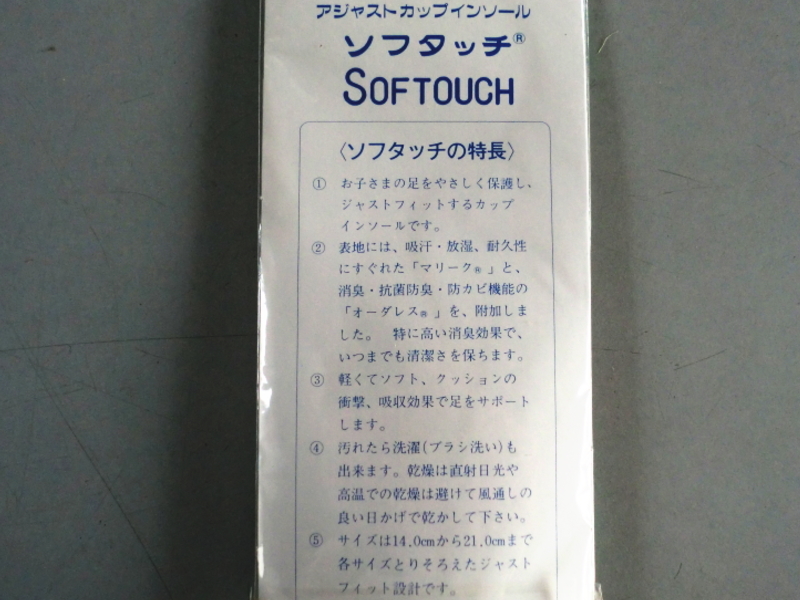 アジャストカップインソール
ソフタッチ®
SOFTOUCH
〈ソフタッチの特長〉
① お子さまの足をやさしく保護し、
ジャストフィットするカップ
インソールです。
② 表地には、吸汗・放湿、耐久性
にすぐれた「マリーク®」と、
消臭・抗菌防臭・防カビ機能の
「オーダレス®」を、附加しま
した。 特に高い消臭効果で、
いつまでも清潔さを保ちます。
③ 軽くてソフト、クッションの
衝撃、吸収効果で足をサポート
します。
④ 汚れたら洗濯(ブラシ洗い)も
出来ます。乾燥は直射日光や
高温での乾燥は避けて風通しの
良い日かげで乾かして下さい。
⑤ サイズは14.0cmから21.0cmまで
各サイズとりそろえたジャスト
フィット設計です。